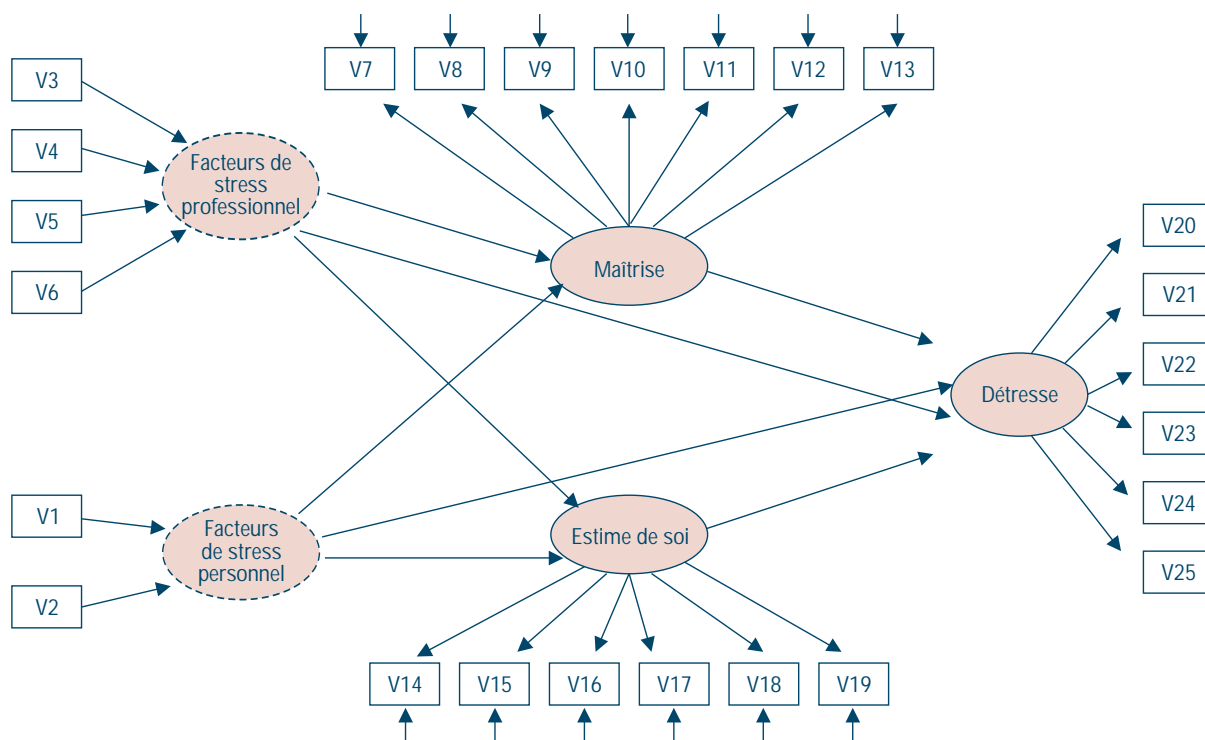 V7
V8
V9
V10
V11
V12
V13
V3
V4
V5
V6
Facteurs de
stress
professionnel
Maîtrise
V20
V21
V22
V23
V24
V25
Détresse
V1
V2
Facteurs
de stress
personnel
Estime de soi
V14
V15
V16
V17
V18
V19